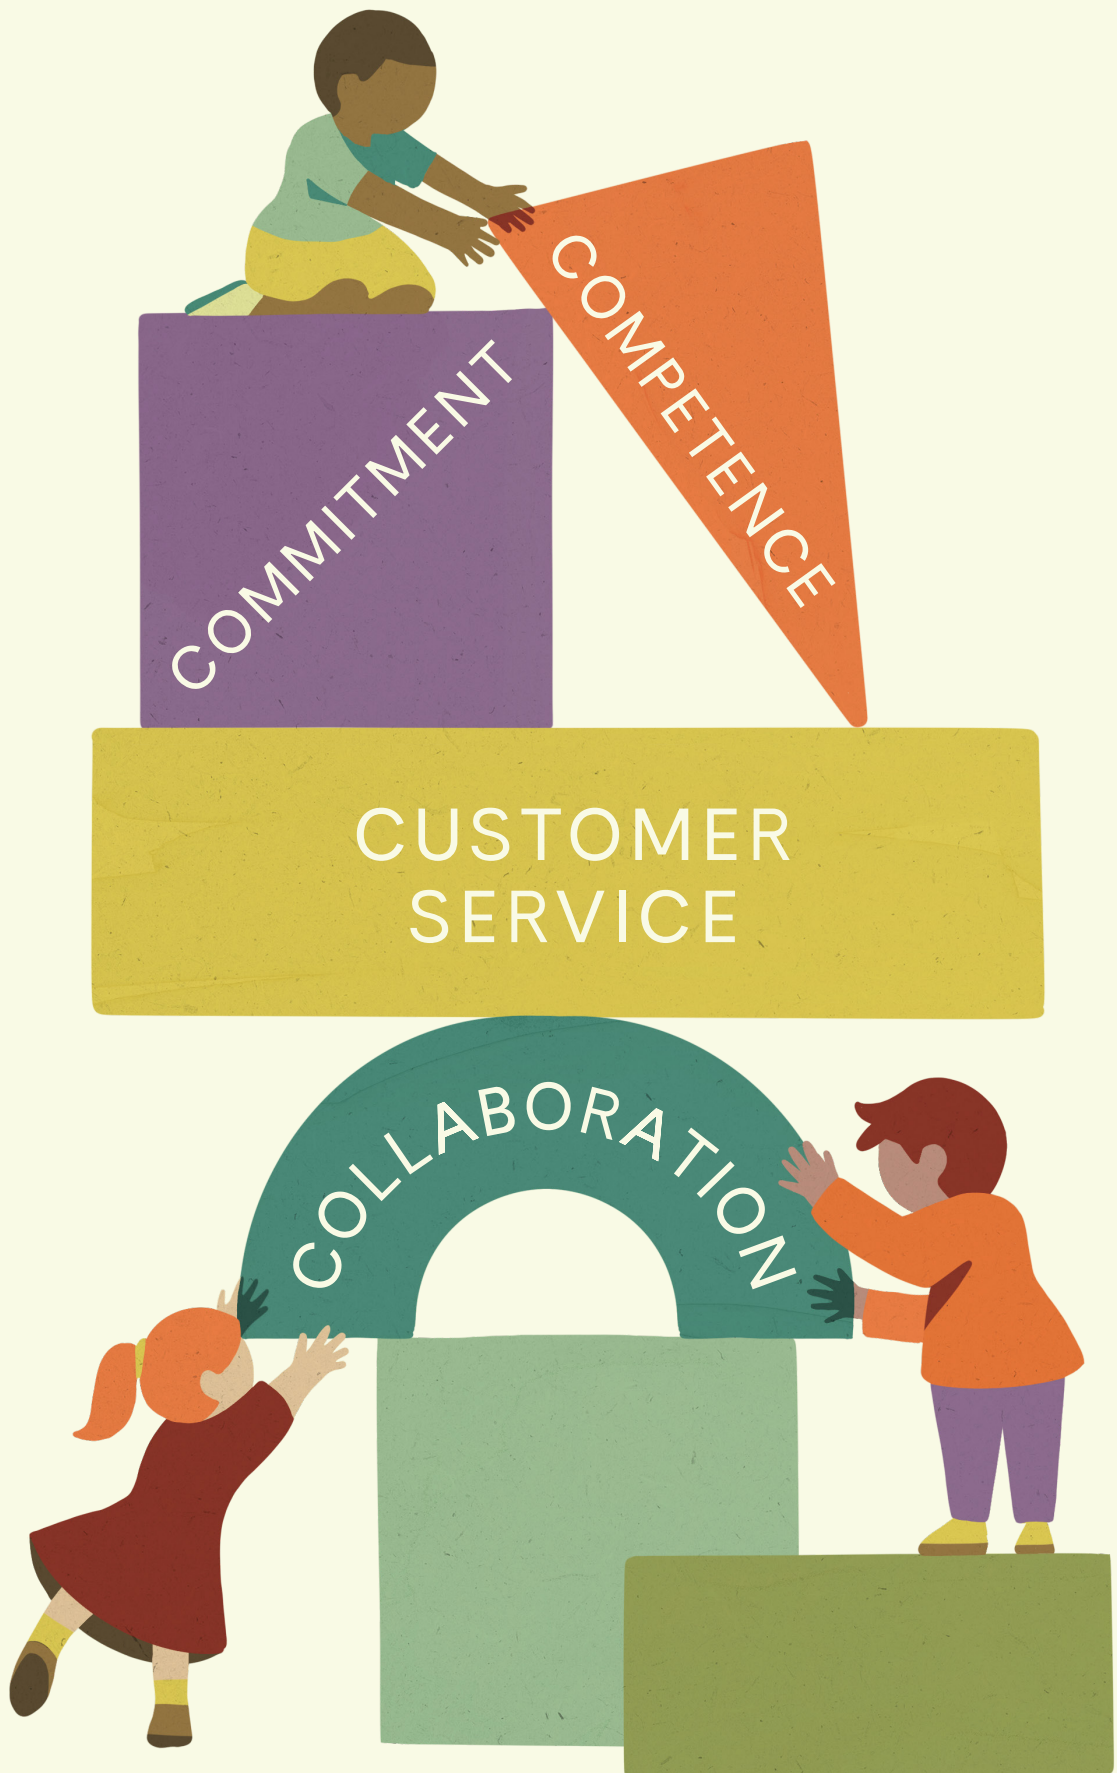 COMMITMENT
COMPETENCE
CUSTOMER
SERVICE
COLLABORATION